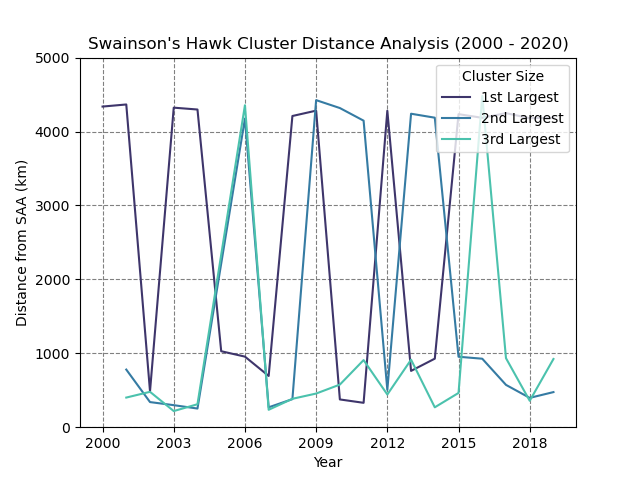 Swainson's Hawk Cluster Distance Analysis (2000 - 2020)
Cluster Size
1st Largest
2nd Largest
3rd Largest
Distance from SAA (km)
5000
4000
3000
2000
1000
0
2000 2003 2006 2009 2012 2015 2018
Year